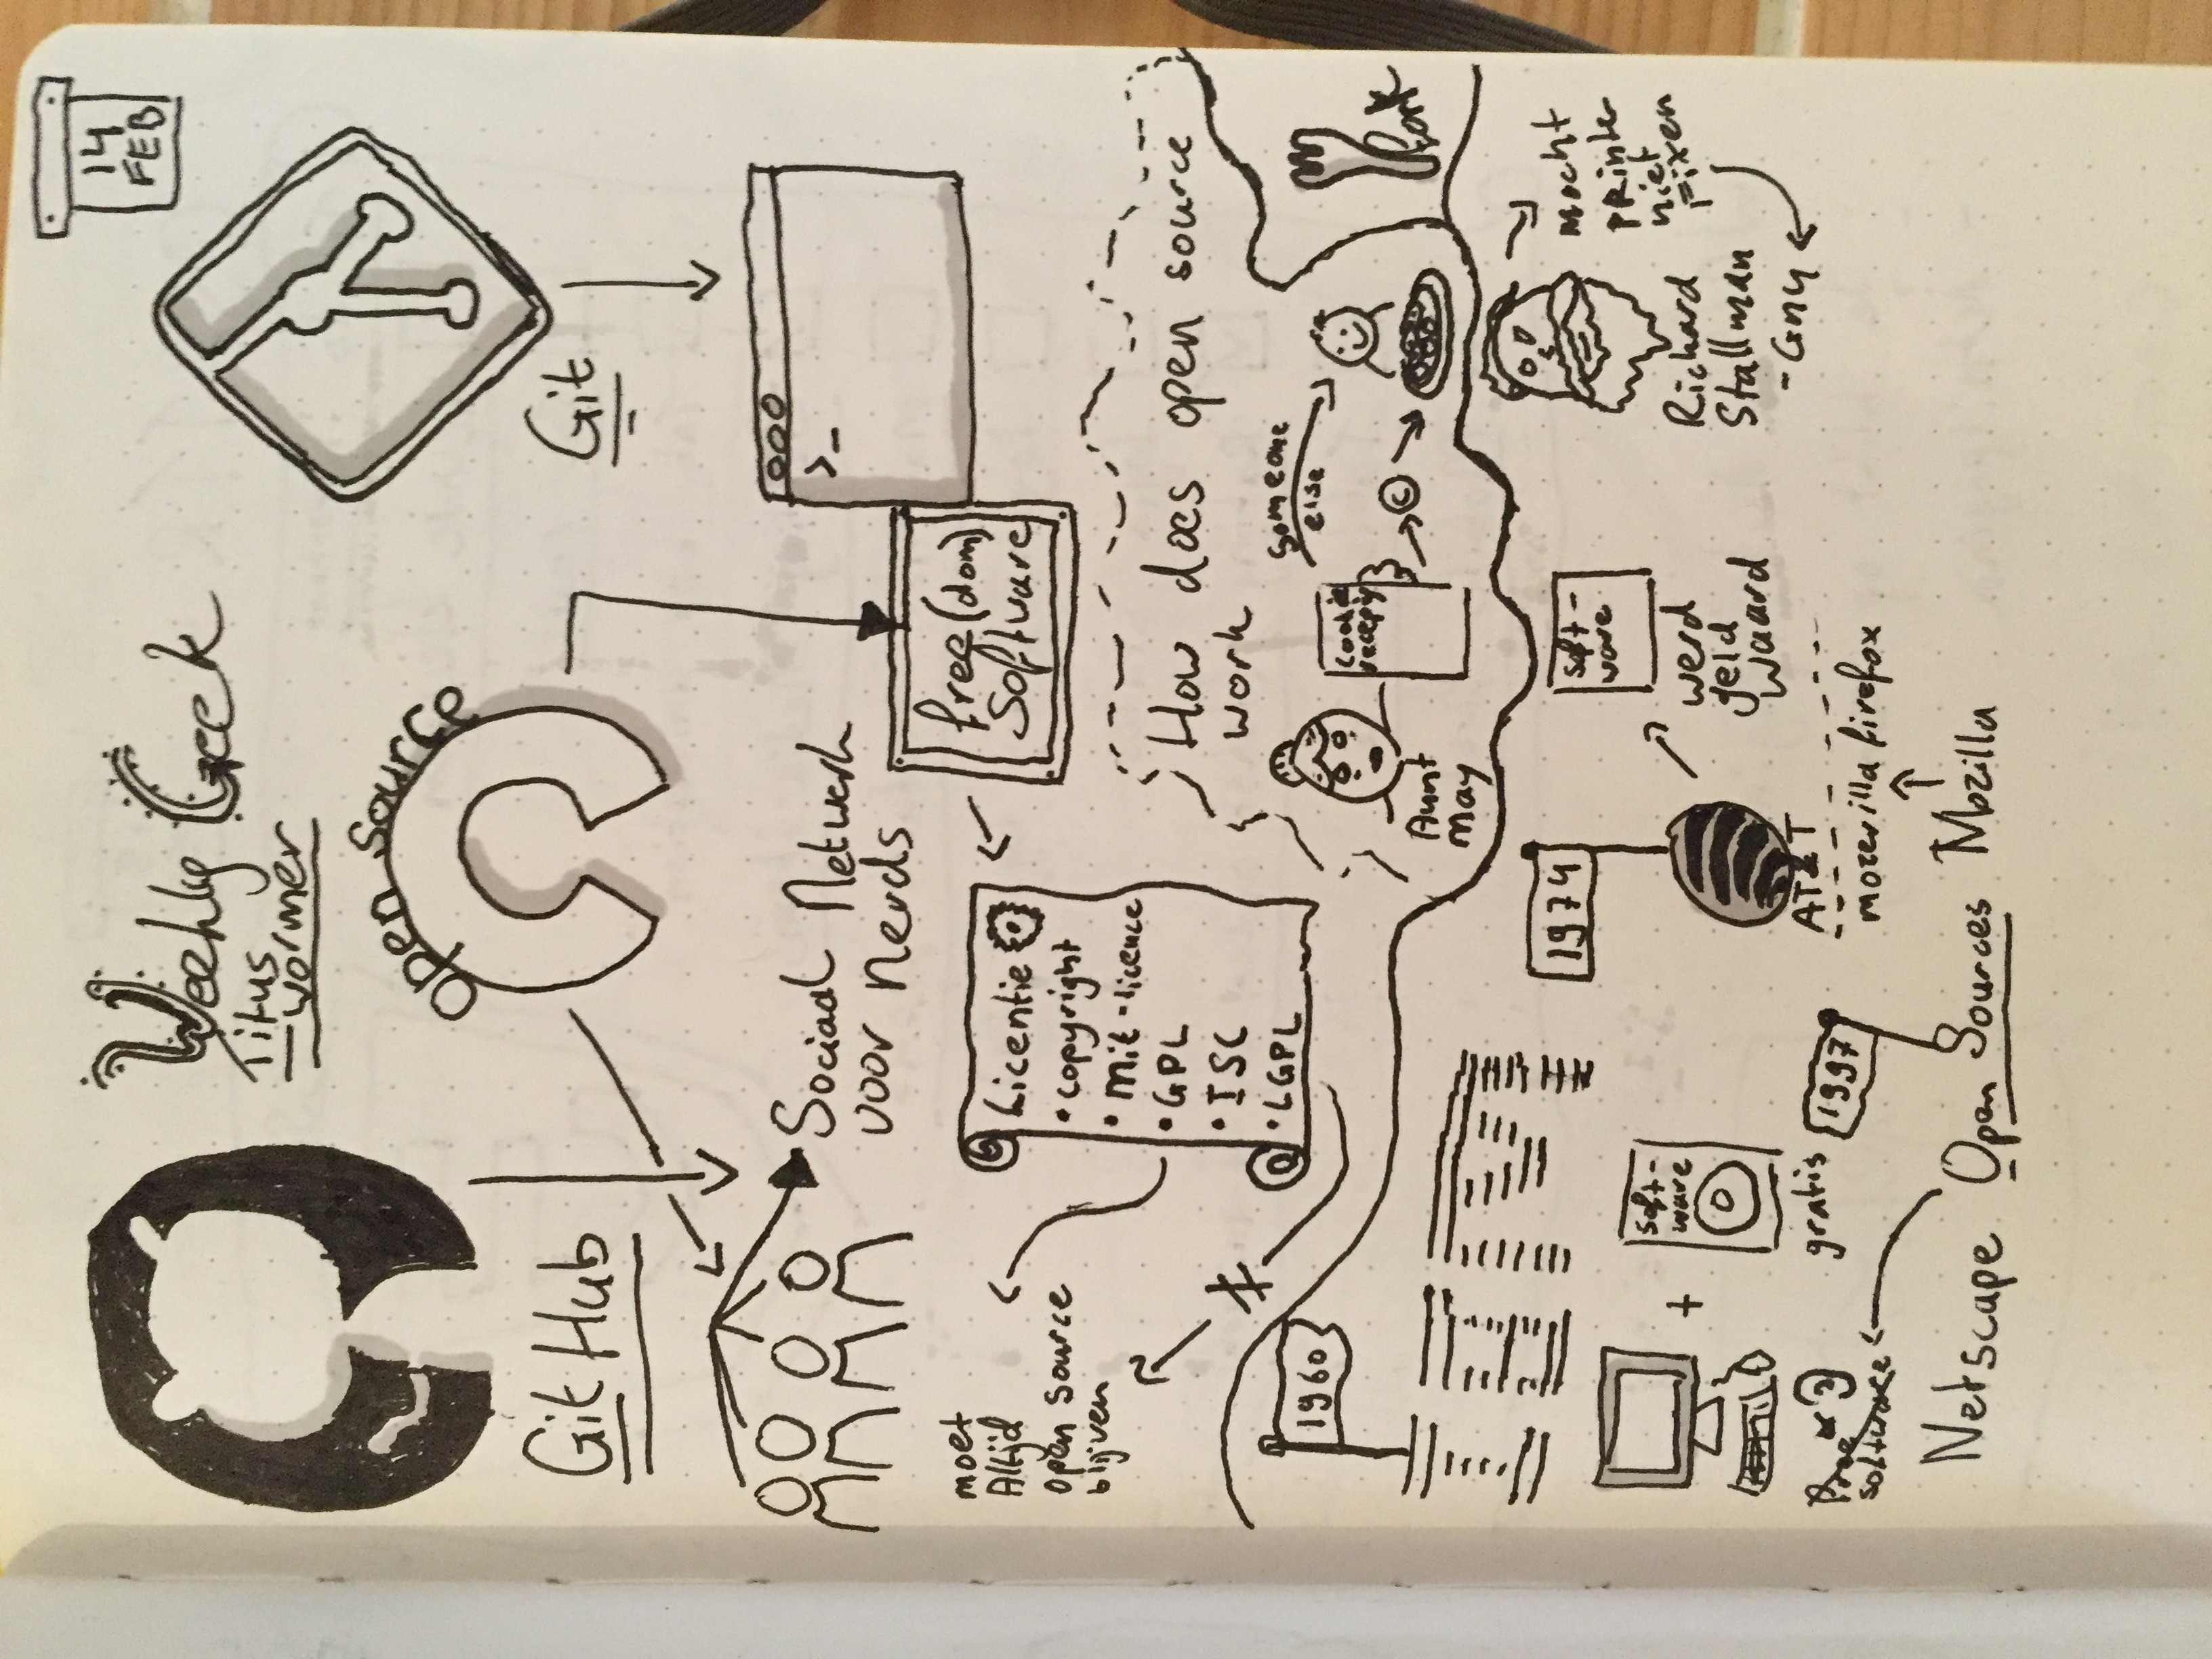 14
FEB
Weekly Geek
Titus
wormer
Open Source
GitHub
Git
>_
Sociaal Netwerk
voor nerds
free(dom)
Software
moet
Altijd
open source
blijven
Licentie
• copyright
• Mit-licence
• GPL
• ISC
• LGPL
How does open source
work
someone
else
cookie
©
Aunt
May
fork
1960
1974
soft-
ware
werd
geld
waard
AT&T
Richard
Stallman
-Gnu
mocht
printer
niet
fixen
+
soft-
ware
gratis
Free
software
1997
mozerilla firefox
Netscape Open Sources Mozilla